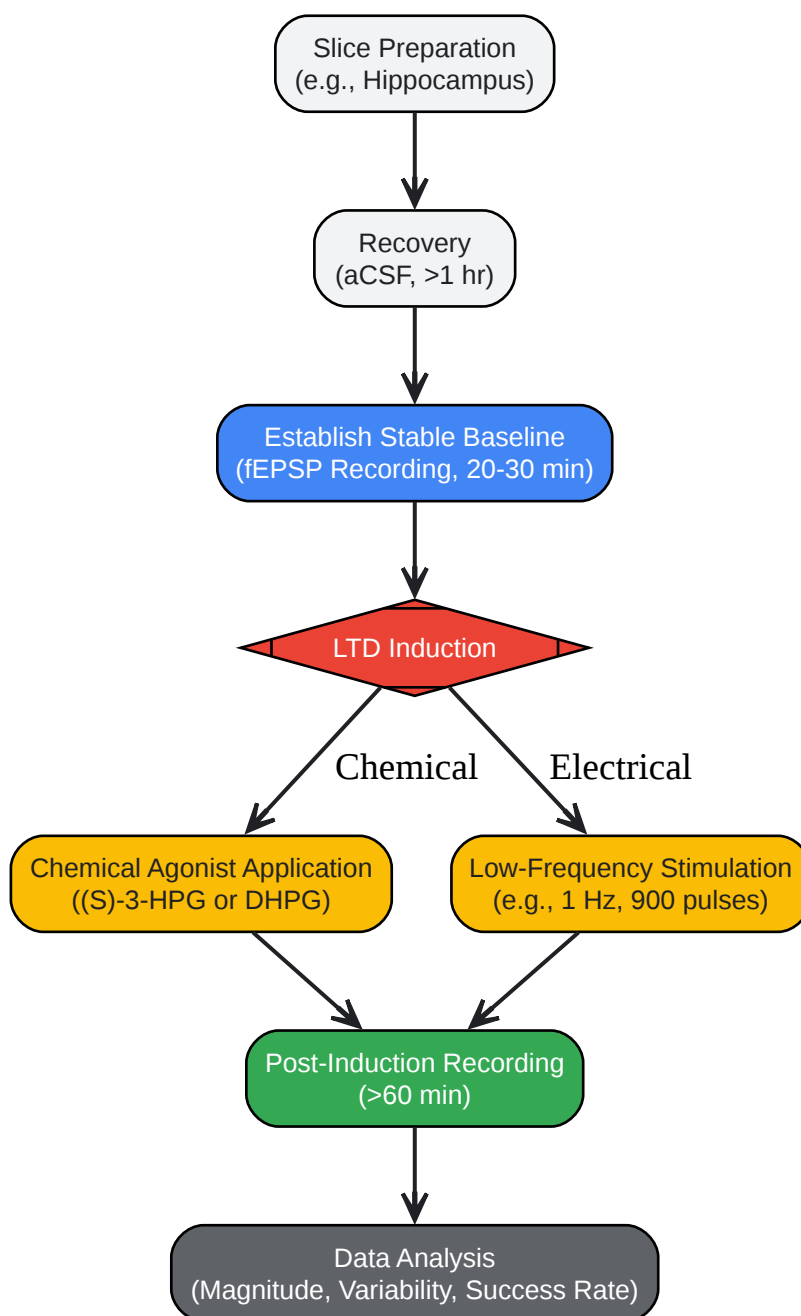 Slice Preparation
(e.g., Hippocampus)
Recovery
(aCSF, >1 hr)
Establish Stable Baseline
(fEPSP Recording, 20-30 min)
LTD Induction
Chemical
Electrical
Chemical Agonist Application
((S)-3-HPG or DHPG)
Low-Frequency Stimulation
(e.g., 1 Hz, 900 pulses)
Post-Induction Recording
(>60 min)
Data Analysis
(Magnitude, Variability, Success Rate)